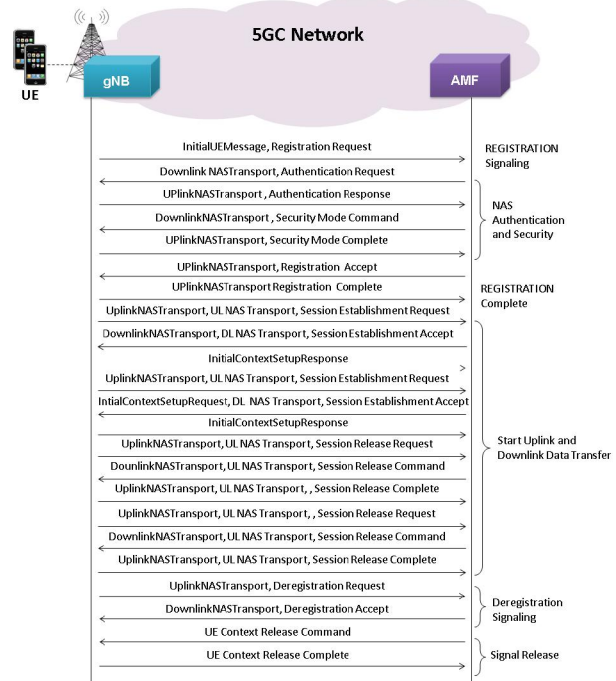 5GC Network
gNB
AMF
UE
InitialUEMessage, Registration Request
REGISTRATION
Signaling
Downlink NASTransport, Authentication Request
UPlinkNASTransport , Authentication Response
NAS
Authentication
and Security
DownlinkNASTransport , Security Mode Command
UPlinkNASTransport, Security Mode Complete
UPlinkNASTransport, Registration Accept
UPlinkNASTransport Registration Complete
REGISTRATION
Complete
UplinkNASTransport, UL NAS Transport, Session Establishment Request
DownlinkNASTransport, DL NAS Transport, Session Establishment Accept
InitialContextSetupResponse
UplinkNASTransport, UL NAS Transport, Session Establishment Request
IntialContextSetupRequest, DL NAS Transport, Session Establishment Accept
InitialContextSetupResponse
UplinkNASTransport, UL NAS Transport, Session Release Request
Start Uplink and
Downlink Data Transfer
DounlinkNASTransport, UL NAS Transport, Session Release Command
UplinkNASTransport, UL NAS Transport, , Session Release Complete
UplinkNASTransport, UL NAS Transport, , Session Release Request
DownlinkNASTransport, UL NAS Transport, Session Release Command
UplinkNASTransport, UL NAS Transport, Session Release Complete
UplinkNASTransport, Deregistration Request
Deregistration
Signaling
DownlinkNASTransport, Deregistration Accept
UE Context Release Command
UE Context Release Complete
Signal Release